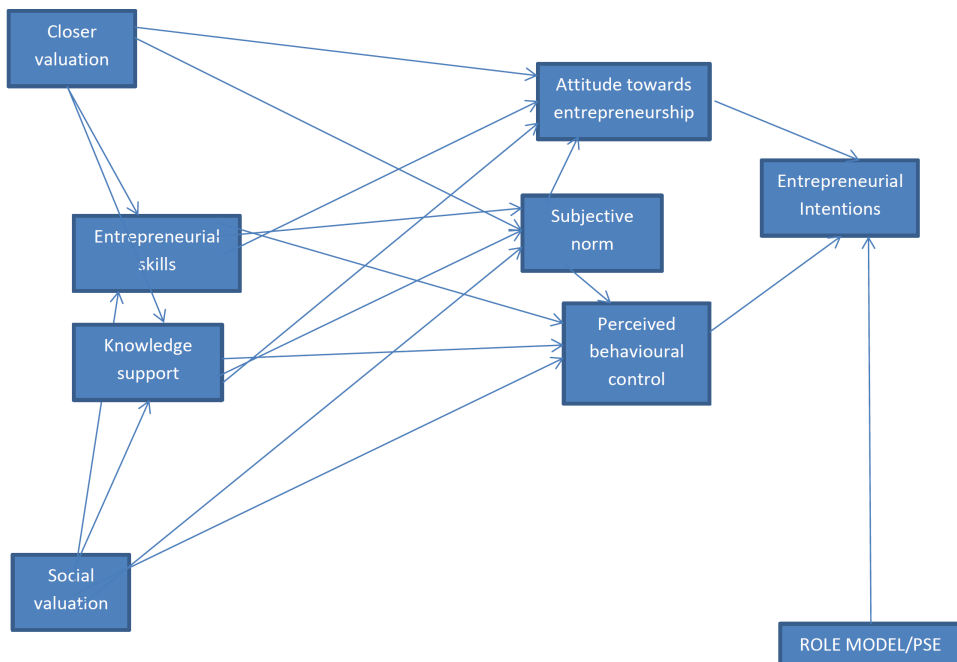 Closer
valuation
Attitude towards
entrepreneurship
Entrepreneurial
Intentions
Subjective
norm
Entrepreneurial
skills
Perceived
behavioural
control
Knowledge
support
Social
valuation
ROLE MODEL/PSE